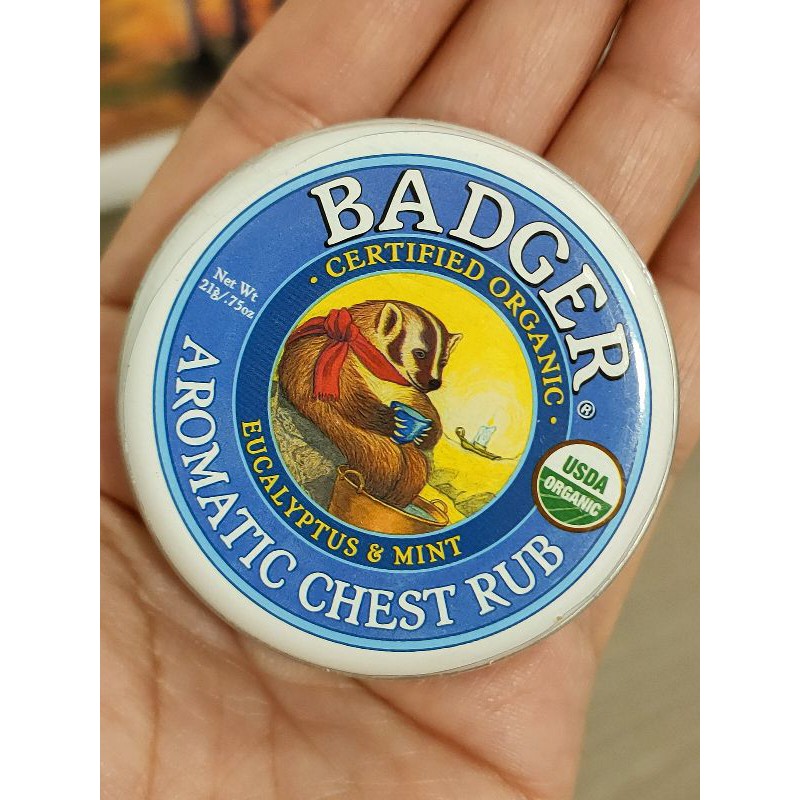 BADGER®
• CERTIFIED ORGANIC •
Net Wt
21g/.75oz
EUCALYPTUS & MINT
USDA
ORGANIC
AROMATIC CHEST RUB